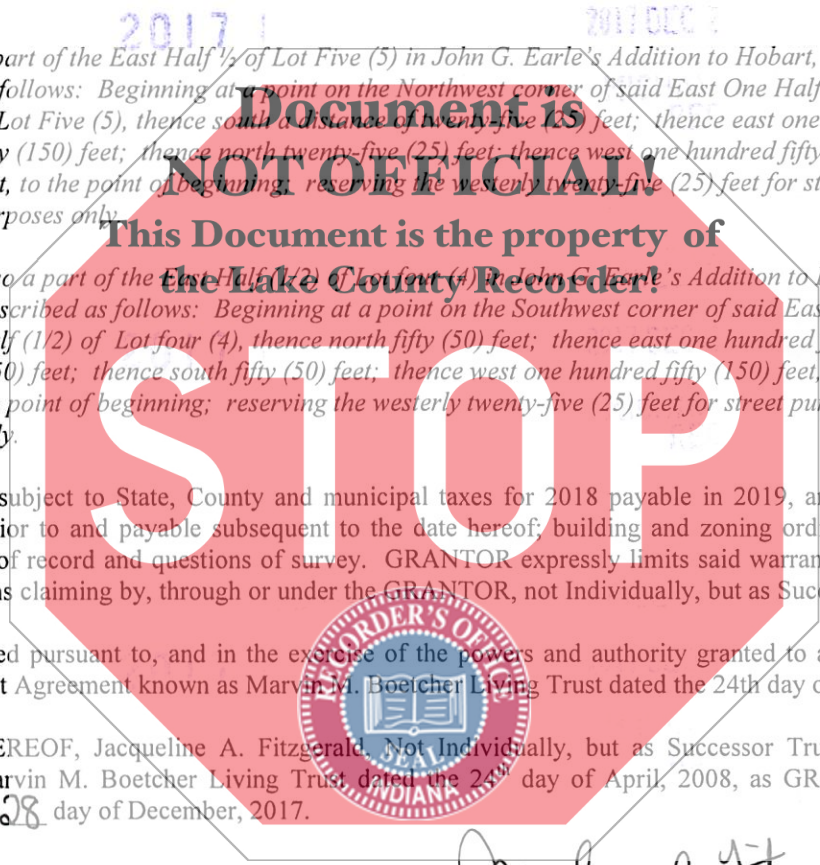 2017
2017 DEC
part of the East Half ½ of Lot Five (5) in John G. Earle's Addition to Hobart,
follows: Beginning at a point on the Northwest corner of said East One Half
Document is
Lot Five (5), thence south a distance of twenty-five (25) feet; thence east one
y (150) feet; thence north twenty-five (25) feet; thence west one hundred fifty
NOT OFFICIAL!
t, to the point of beginning; reserving the westerly twenty-five (25) feet for st
rposes only.
This Document is the property of
the Lake County Recorder!
so a part of the East Half (1/2) of Lot four (4) in John G. Earle's Addition to
scribed as follows: Beginning at a point on the Southwest corner of said Eas
lf (1/2) of Lot four (4), thence north fifty (50) feet; thence east one hundred
50) feet; thence south fifty (50) feet; thence west one hundred fifty (150) feet,
point of beginning; reserving the westerly twenty-five (25) feet for street pur
ly.
STOP
subject to State, County and municipal taxes for 2018 payable in 2019, a
ior to and payable subsequent to the date hereof; building and zoning ord
of record and questions of survey. GRANTOR expressly limits said warran
s claiming by, through or under the GRANTOR, not Individually, but as Suc
ed pursuant to, and in the exercise of the powers and authority granted to a
t Agreement known as Marvin M. Boetcher Living Trust dated the 24th day o
EREOF, Jacqueline A. Fitzgerald, Not Individually, but as Successor Tru
arvin M. Boetcher Living Trust dated the 24th day of April, 2008, as GR
28 day of December, 2017.
RECORDER'S OFFICE
SEAL
INDIANA